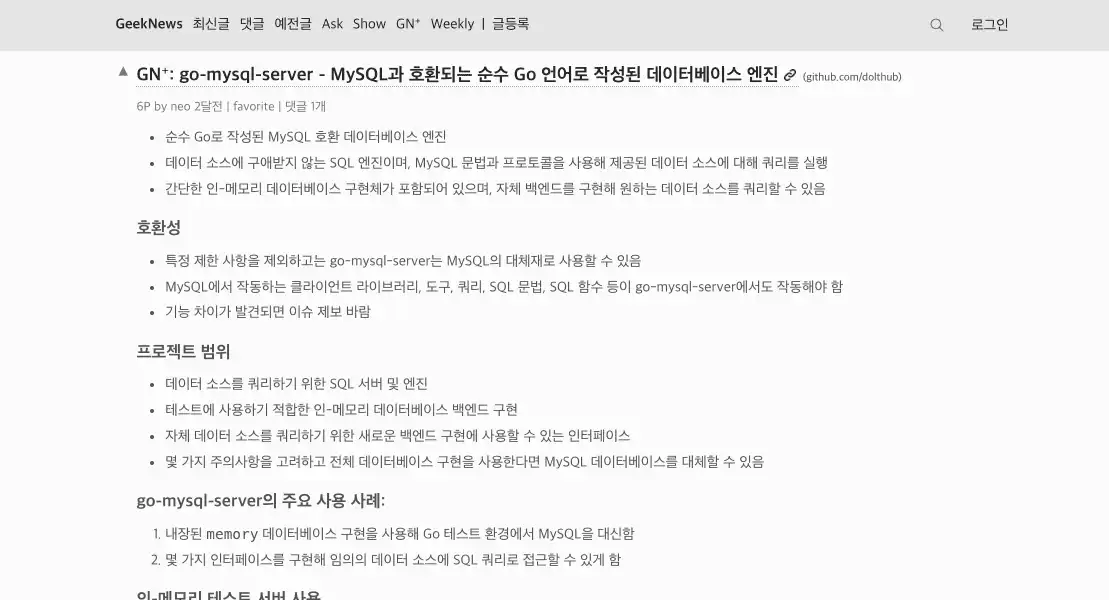 GeekNews 최신글 댓글 예전글 Ask Show GN⁺ Weekly | 글등록 로그인
▲ GN⁺: go-mysql-server - MySQL과 호환되는 순수 Go 언어로 작성된 데이터베이스 엔진 (github.com/dolthub)
6P by neo 2달전 | favorite | 댓글 1개
• 순수 Go로 작성된 MySQL 호환 데이터베이스 엔진
• 데이터 소스에 구애받지 않는 SQL 엔진이며, MySQL 문법과 프로토콜을 사용해 제공된 데이터 소스에 대해 쿼리를 실행
• 간단한 인-메모리 데이터베이스 구현체가 포함되어 있으며, 자체 백엔드를 구현해 원하는 데이터 소스를 쿼리할 수 있음
호환성
• 특정 제한 사항을 제외하고는 go-mysql-server는 MySQL의 대체재로 사용할 수 있음
• MySQL에서 작동하는 클라이언트 라이브러리, 도구, 쿼리, SQL 문법, SQL 함수 등이 go-mysql-server에서도 작동해야 함
• 기능 차이가 발견되면 이슈 제보 바람
프로젝트 범위
• 데이터 소스를 쿼리하기 위한 SQL 서버 및 엔진
• 테스트에 사용하기 적합한 인-메모리 데이터베이스 백엔드 구현
• 자체 데이터 소스를 쿼리하기 위한 새로운 백엔드 구현에 사용할 수 있는 인터페이스
• 몇 가지 주의사항을 고려하고 전체 데이터베이스 구현을 사용한다면 MySQL 데이터베이스를 대체할 수 있음
go-mysql-server의 주요 사용 사례:
1. 내장된 memory 데이터베이스 구현을 사용해 Go 테스트 환경에서 MySQL을 대신함
2. 몇 가지 인터페이스를 구현해 임의의 데이터 소스에 SQL 쿼리로 접근할 수 있게 함
인-메모리 테스트 서버 사용